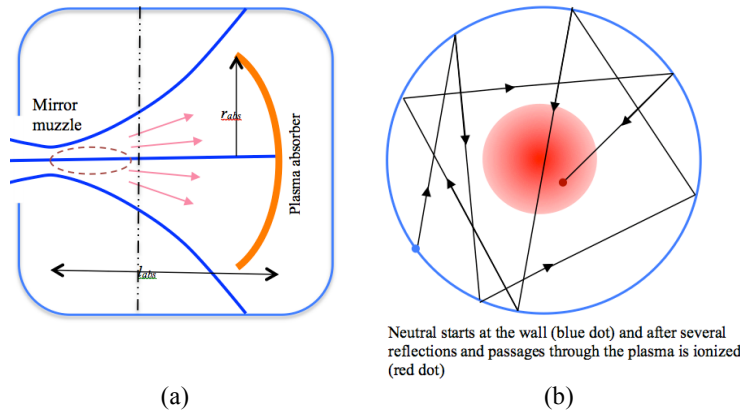 Mirror
muzzle
r_abs
Plasma absorber
l_abs
Neutral starts at the wall (blue dot) and after several
reflections and passages through the plasma is ionized
(red dot)
(a)
(b)